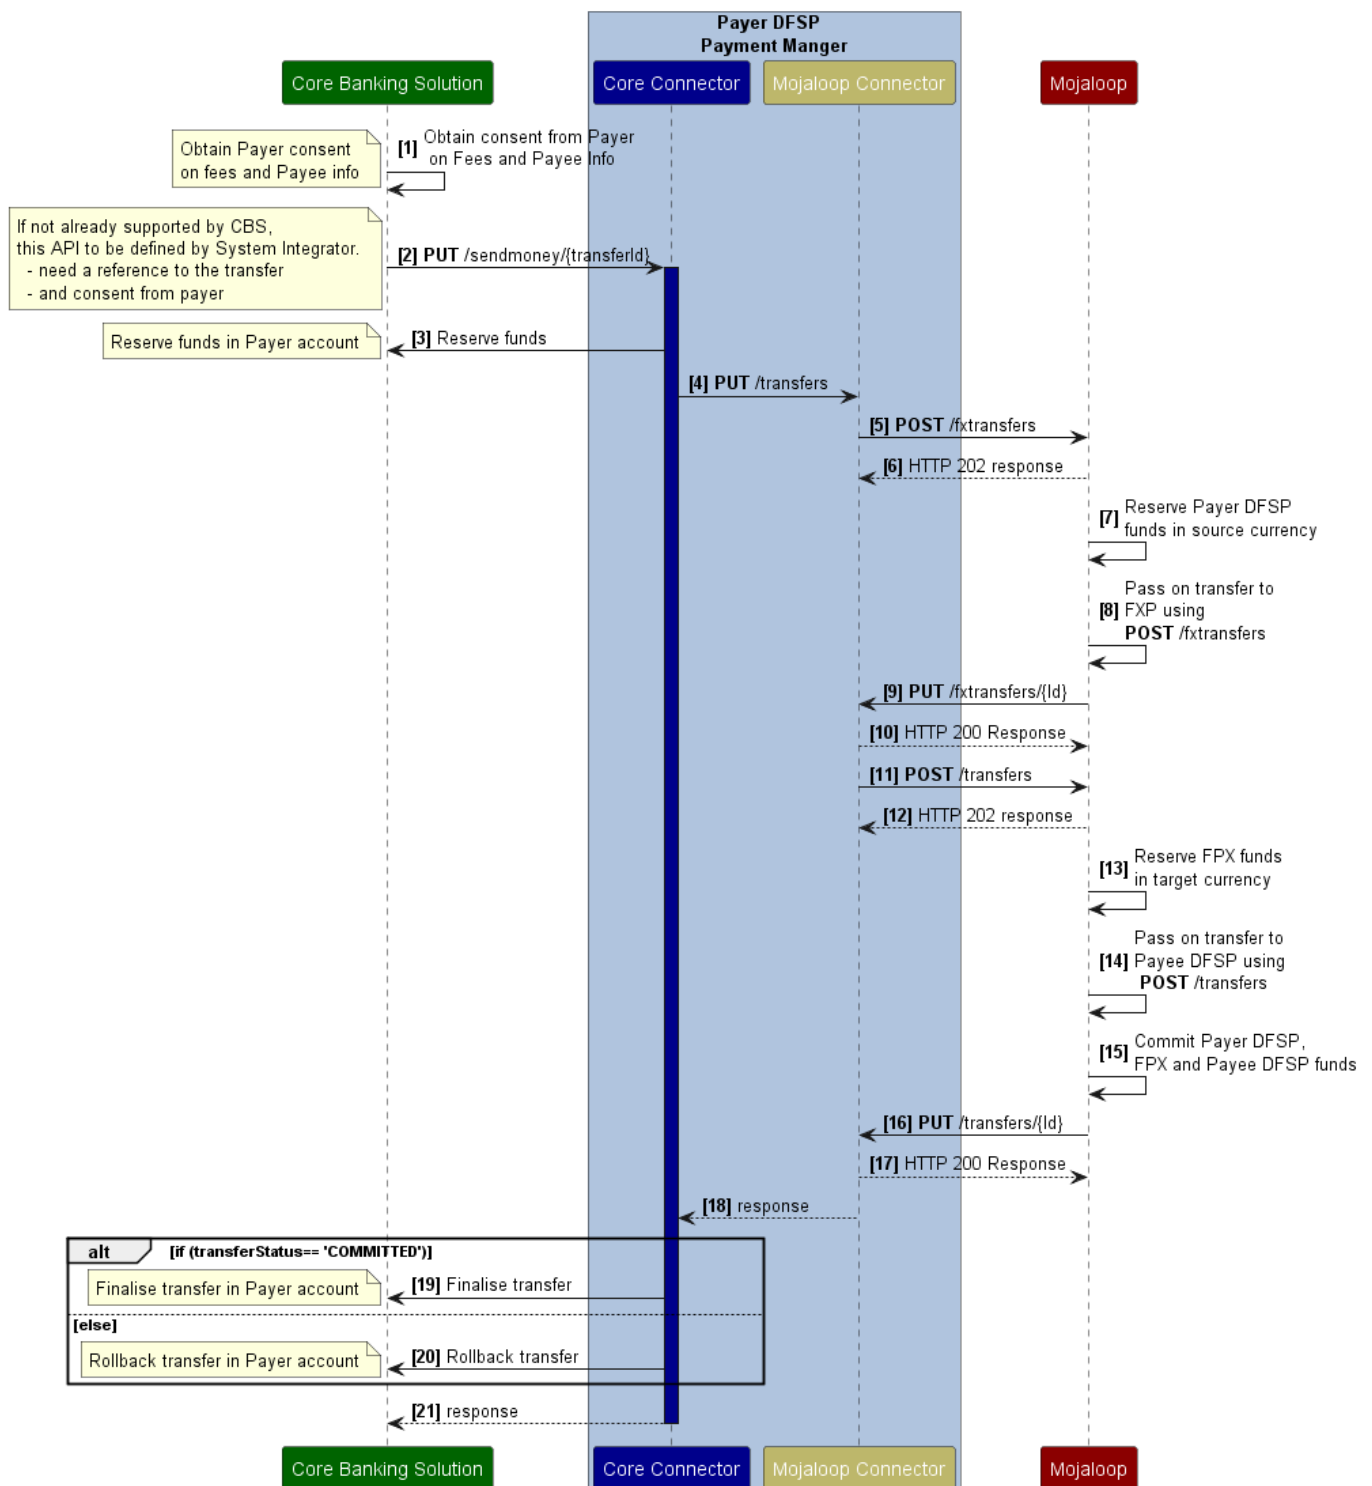 Payer DFSP
Payment Manger
Core Banking Solution
Core Connector
Mojaloop Connector
Mojaloop
Obtain Payer consent
on fees and Payee info
[1] Obtain consent from Payer
on Fees and Payee Info
If not already supported by CBS,
this API to be defined by System Integrator.
- need a reference to the transfer
- and consent from payer
[2] PUT /sendmoney/{transferId}
Reserve funds in Payer account
[3] Reserve funds
[4] PUT /transfers
[5] POST /fxtransfers
[6] HTTP 202 response
[7] Reserve Payer DFSP
funds in source currency
Pass on transfer to
[8] FXP using
POST /fxtransfers
[9] PUT /fxtransfers/{Id}
[10] HTTP 200 Response
[11] POST /transfers
[12] HTTP 202 response
[13] Reserve FPX funds
in target currency
Pass on transfer to
[14] Payee DFSP using
POST /transfers
[15] Commit Payer DFSP,
FPX and Payee DFSP funds
[16] PUT /transfers/{Id}
[17] HTTP 200 Response
[18] response
alt [if (transferStatus== 'COMMITTED')]
Finalise transfer in Payer account
[19] Finalise transfer
[else]
Rollback transfer in Payer account
[20] Rollback transfer
[21] response
Core Banking Solution
Core Connector
Mojaloop Connector
Mojaloop